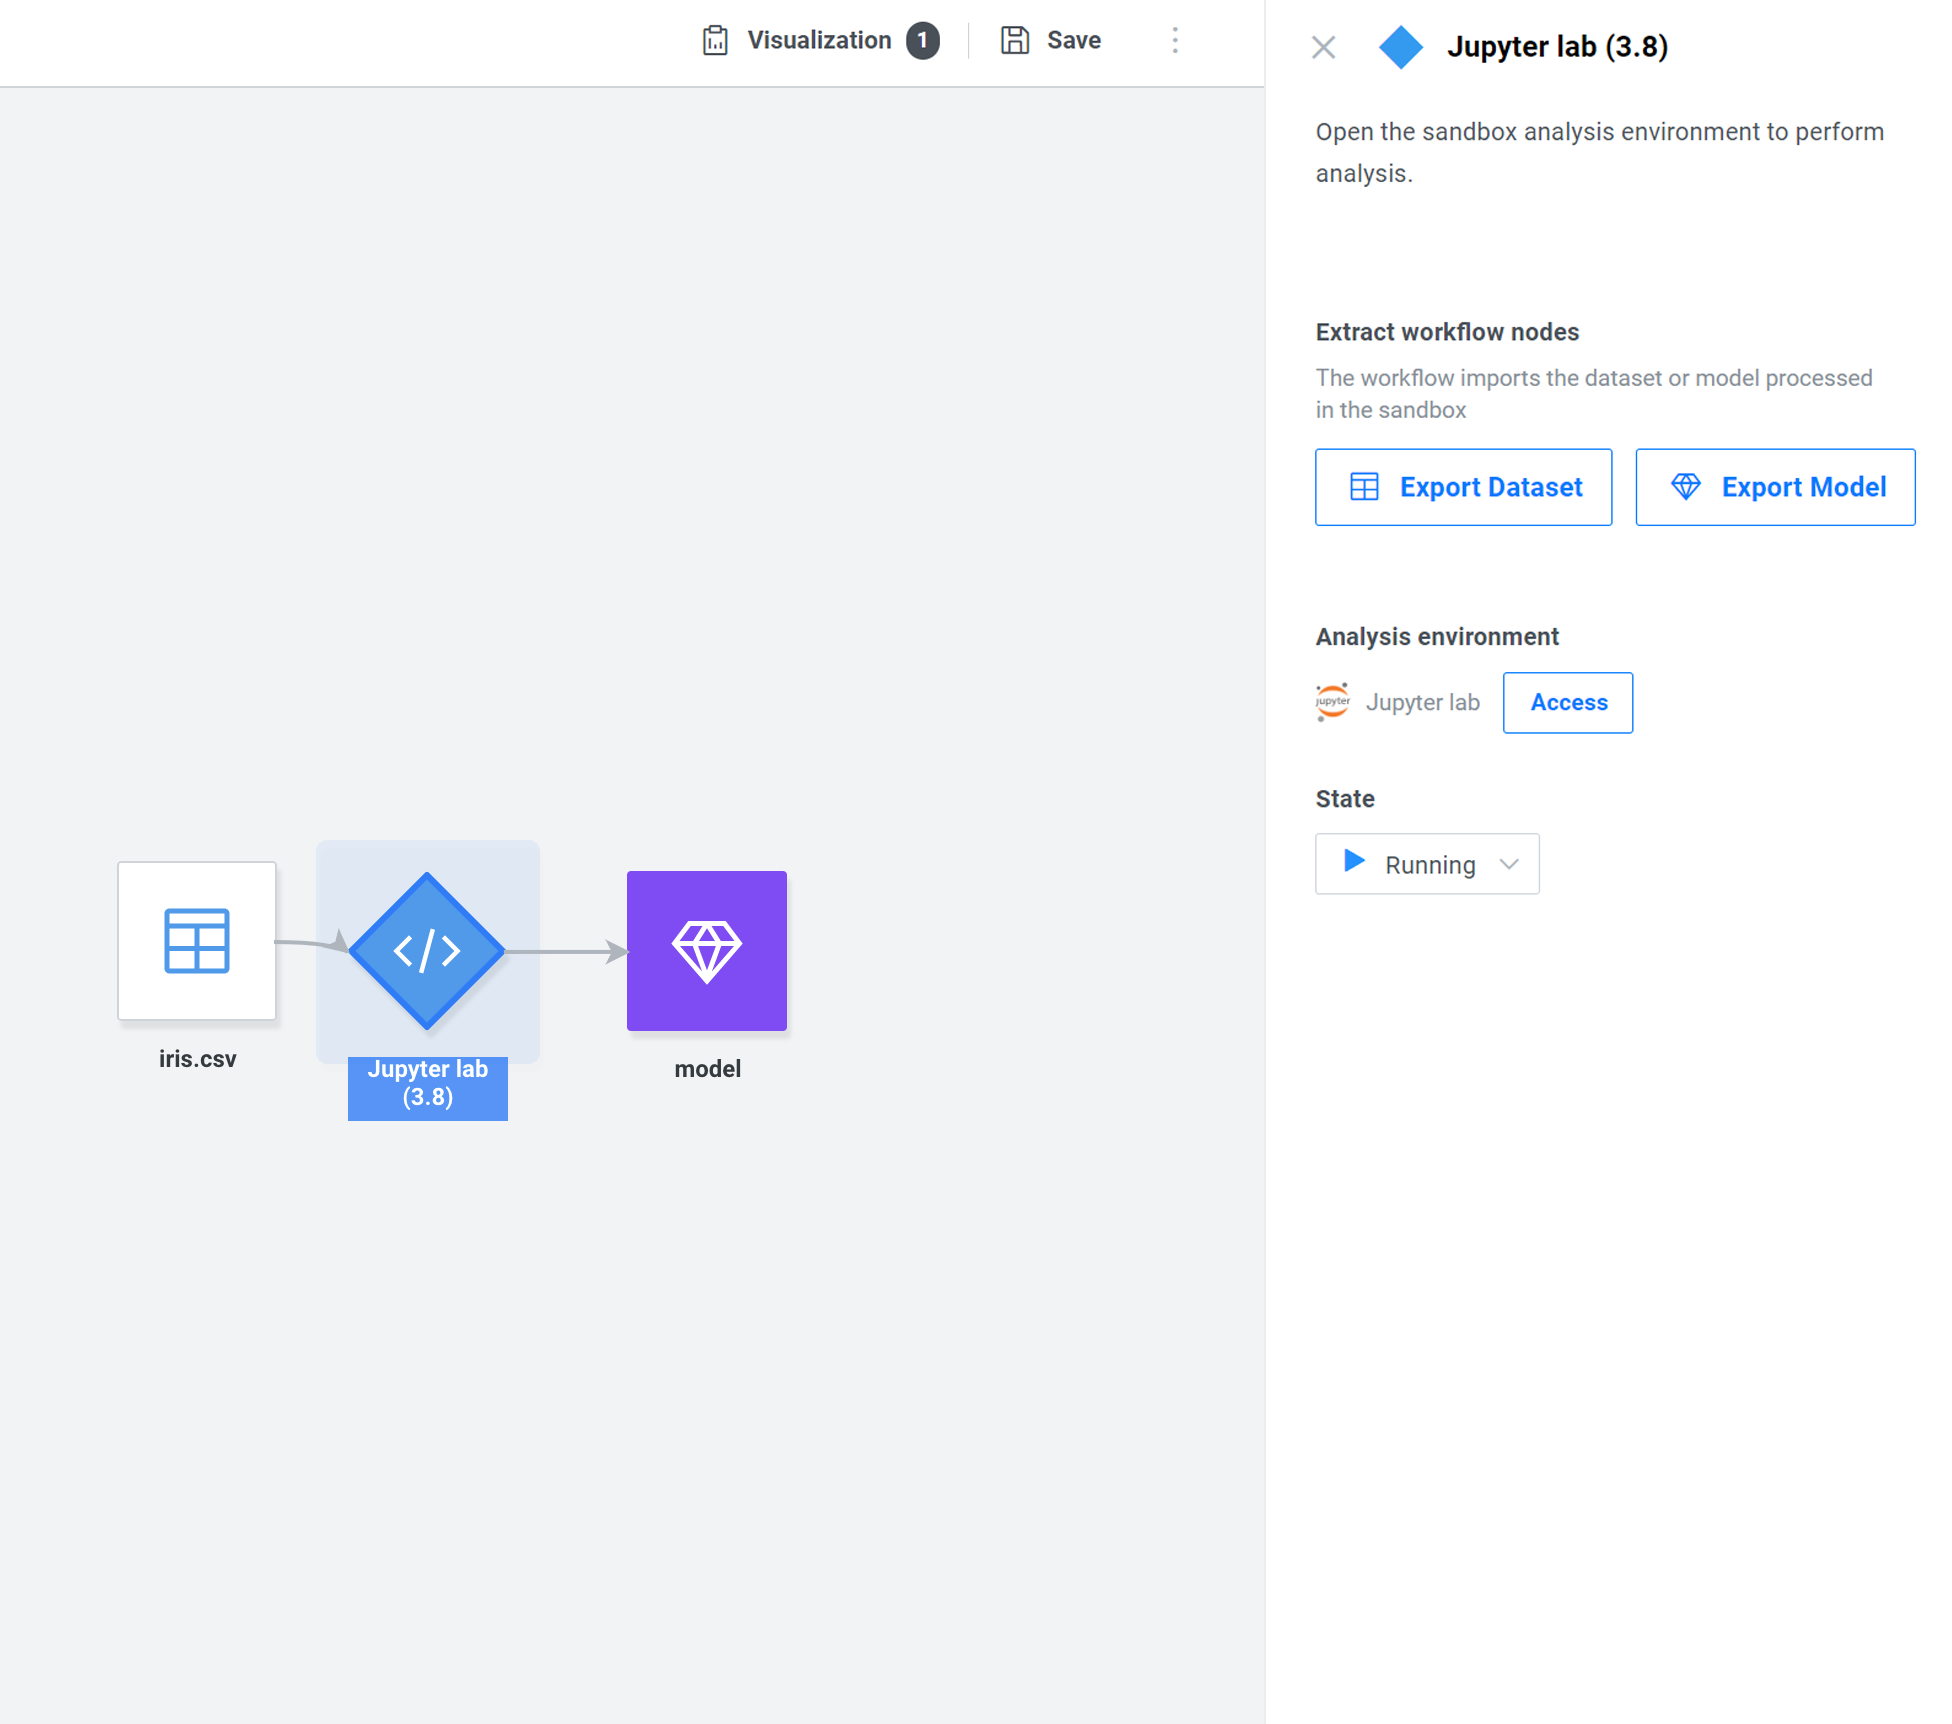 Visualization 1
Save
Jupyter lab (3.8)
Open the sandbox analysis environment to perform
analysis.
Extract workflow nodes
The workflow imports the dataset or model processed
in the sandbox
Export Dataset
Export Model
Analysis environment
jupyter
Jupyter lab
Access
State
Running
</>
iris.csv
Jupyter lab
(3.8)
model